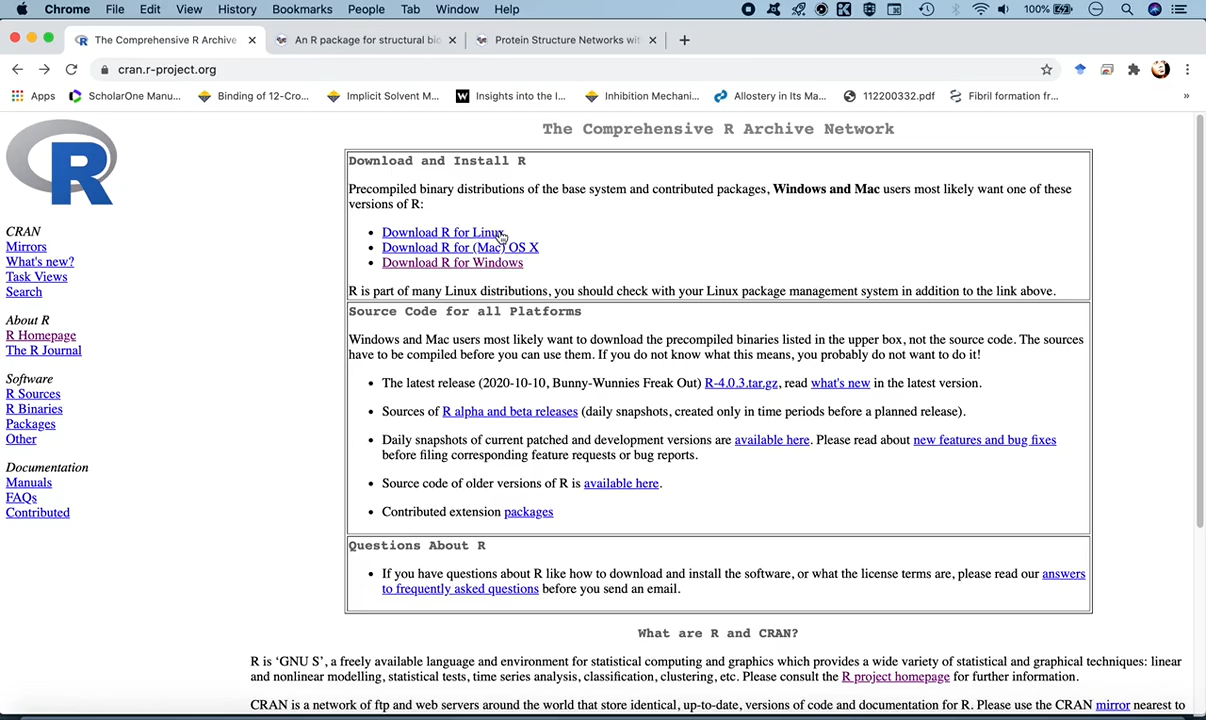 Chrome File Edit View History Bookmarks People Tab Window Help 100%
The Comprehensive R Archive An R package for structural bio Protein Structure Networks wit
cran.r-project.org
Apps ScholarOne Manu... Binding of 12-Cro... Implicit Solvent M... Insights into the I... Inhibition Mechani... Allostery in Its Ma... 112200332.pdf Fibril formation fr... »
R
CRAN
Mirrors
What's new?
Task Views
Search
About R
R Homepage
The R Journal
Software
R Sources
R Binaries
Packages
Other
Documentation
Manuals
FAQs
Contributed
The Comprehensive R Archive Network
Download and Install R
Precompiled binary distributions of the base system and contributed packages, Windows and Mac users most likely want one of these
versions of R:
• Download R for Linux
• Download R for (Mac) OS X
• Download R for Windows
R is part of many Linux distributions, you should check with your Linux package management system in addition to the link above.
Source Code for all Platforms
Windows and Mac users most likely want to download the precompiled binaries listed in the upper box, not the source code. The sources
have to be compiled before you can use them. If you do not know what this means, you probably do not want to do it!
• The latest release (2020-10-10, Bunny-Wunnies Freak Out) R-4.0.3.tar.gz, read what's new in the latest version.
• Sources of R alpha and beta releases (daily snapshots, created only in time periods before a planned release).
• Daily snapshots of current patched and development versions are available here. Please read about new features and bug fixes
before filing corresponding feature requests or bug reports.
• Source code of older versions of R is available here.
• Contributed extension packages
Questions About R
• If you have questions about R like how to download and install the software, or what the license terms are, please read our answers
to frequently asked questions before you send an email.
What are R and CRAN?
R is ‘GNU S’, a freely available language and environment for statistical computing and graphics which provides a wide variety of statistical and graphical techniques: linear
and nonlinear modelling, statistical tests, time series analysis, classification, clustering, etc. Please consult the R project homepage for further information.
CRAN is a network of ftp and web servers around the world that store identical, up-to-date, versions of code and documentation for R. Please use the CRAN mirror nearest to